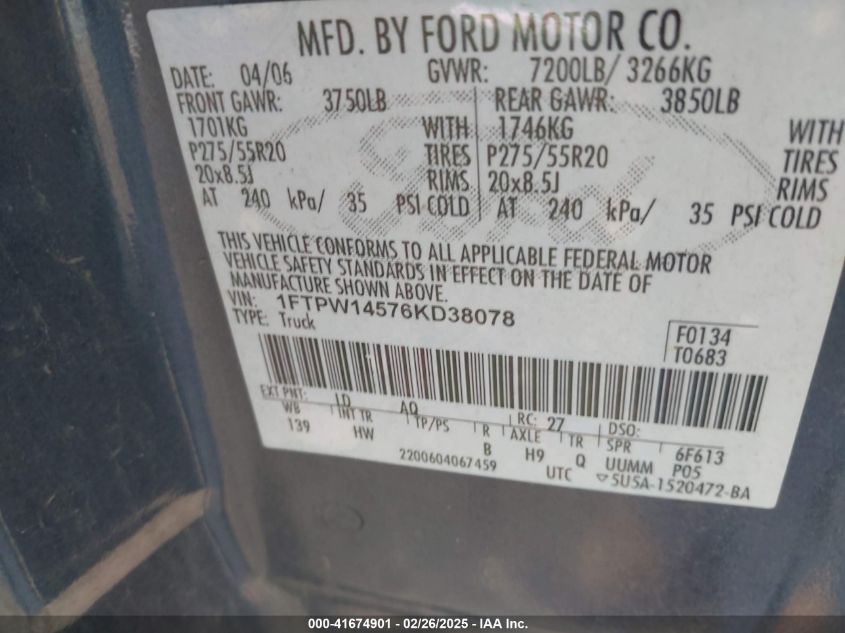 MFD. BY FORD MOTOR CO.
DATE: 04/06 GVWR: 7200LB/ 3266KG
FRONT GAWR: 3750LB REAR GAWR: 3850LB
1701KG WITH 1746KG WITH
P275/55R20 TIRES P275/55R20 TIRES
20x8.5J RIMS 20x8.5J RIMS
AT 240 kPa/ 35 PSI COLD AT 240 kPa/ 35 PSI COLD
THIS VEHICLE CONFORMS TO ALL APPLICABLE FEDERAL MOTOR
VEHICLE SAFETY STANDARDS IN EFFECT ON THE DATE OF
MANUFACTURE SHOWN ABOVE.
VIN: 1FTPW14576KD38078
TYPE: Truck
F0134
T0683
EXT PNT: LQ AQ RC: 27 DSO:
WB INT TR TP/PS R AXLE TR SPR 6F613
139 HW B H9 Q UUMM P05
2200604067459 UTC ▽5U5A-1520472-BA
Ford
000-41674901 - 02/26/2025 - IAA Inc.